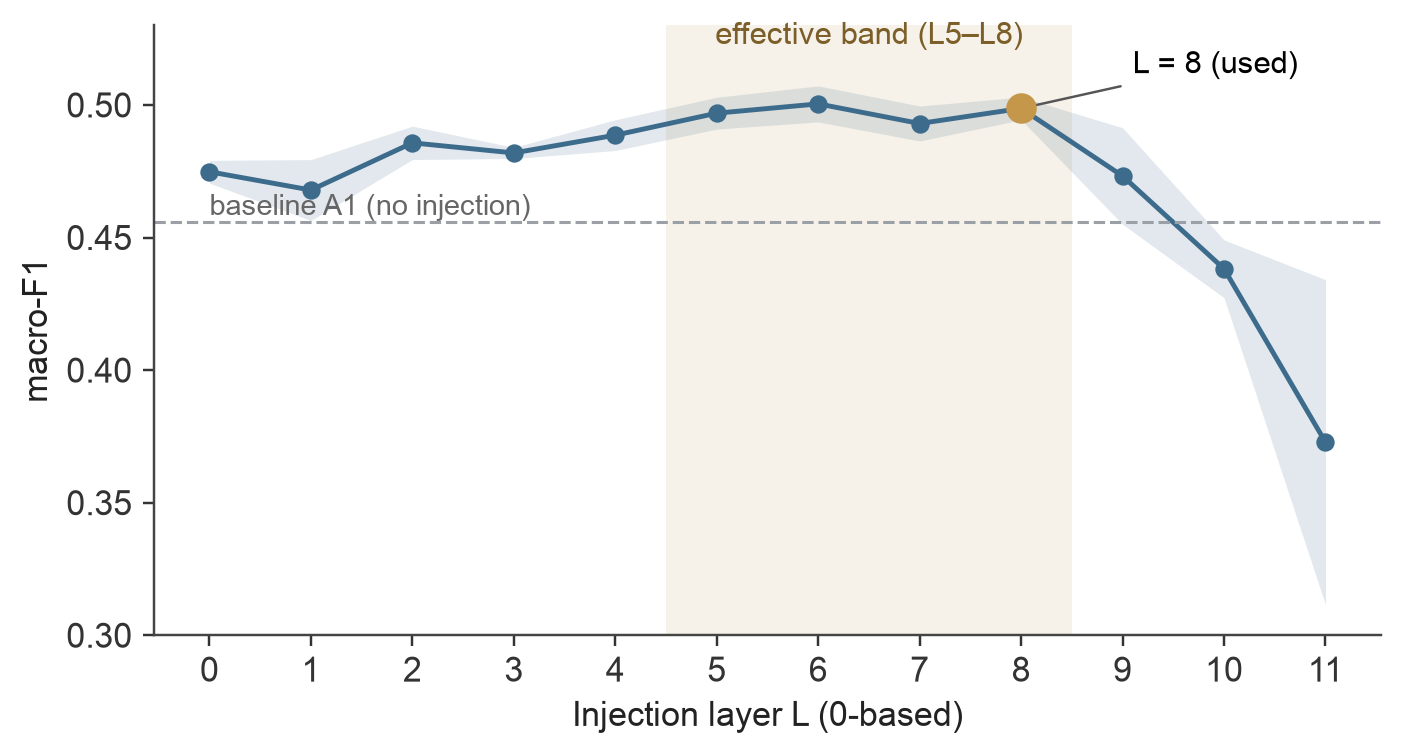 effective band (L5–L8)
L = 8 (used)
baseline A1 (no injection)
macro-F1
0.50
0.45
0.40
0.35
0.30
0 1 2 3 4 5 6 7 8 9 10 11
Injection layer L (0-based)